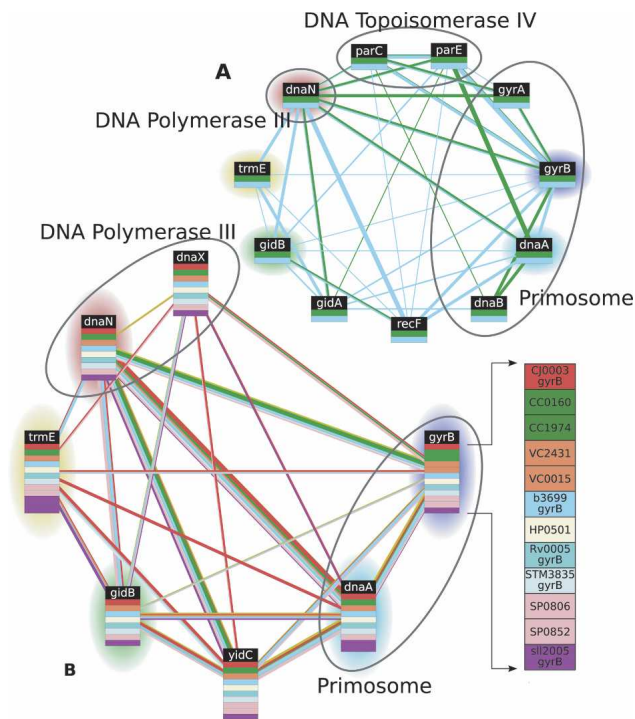 DNA Topoisomerase IV
parC
parE
A
dnaN
gyrA
DNA Polymerase III
trmE
gyrB
DNA Polymerase III
gidB
dnaA
dnaX
gidA
dnaB
Primosome
recF
dnaN
trmE
gyrB
gidB
dnaA
yidC
B
Primosome
CJ0003
gyrB
CC0160
CC1974
VC2431
VC0015
b3699
gyrB
HP0501
Rv0005
gyrB
STM3835
gyrB
SP0806
SP0852
sll2005
gyrB